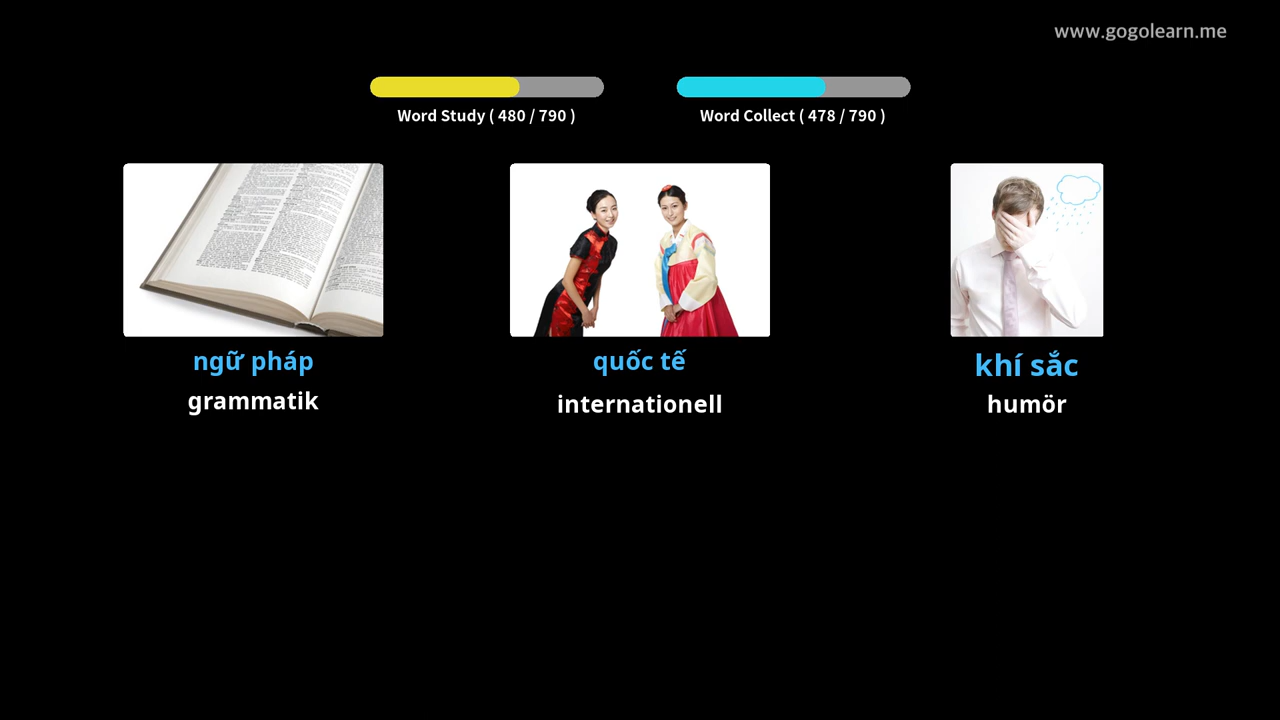 www.gogolearn.me
Word Study ( 480 / 790 )
Word Collect ( 478 / 790 )
ngữ pháp
grammatik
quốc tế
internationell
khí sắc
humör